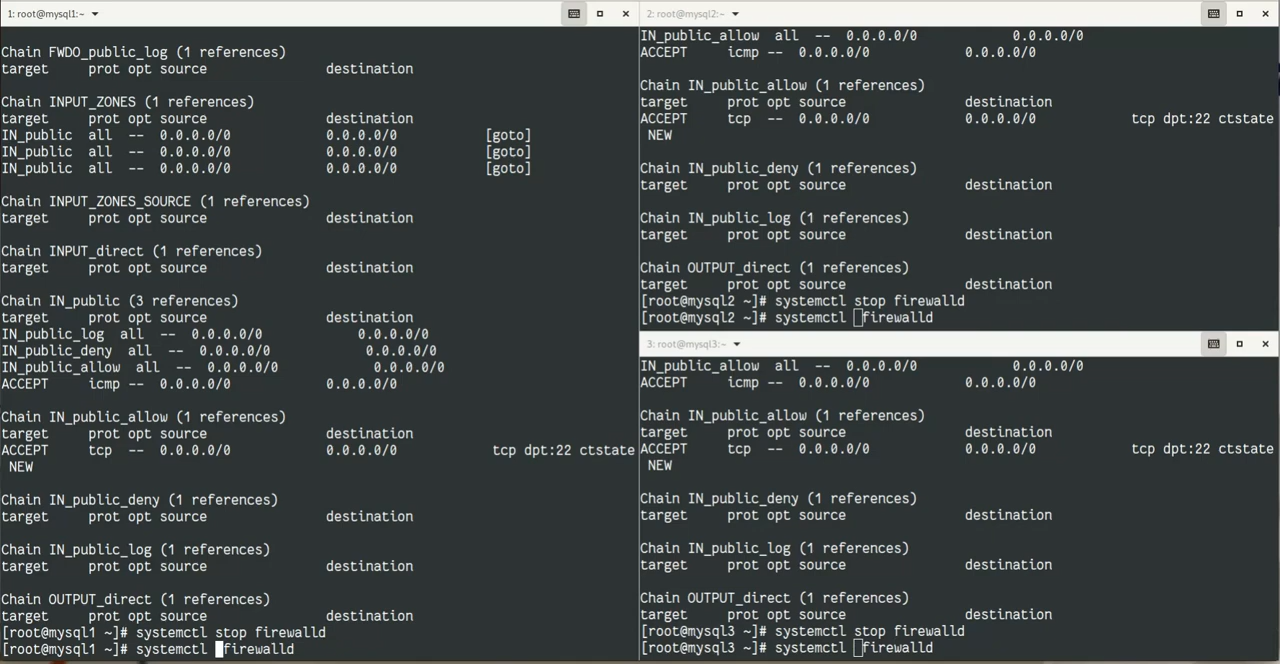 1: root@mysql1:~
Chain FWDO_public_log (1 references)
target     prot opt source               destination
Chain INPUT_ZONES (1 references)
target     prot opt source               destination
IN_public  all  --  0.0.0.0/0            0.0.0.0/0           [goto]
IN_public  all  --  0.0.0.0/0            0.0.0.0/0           [goto]
IN_public  all  --  0.0.0.0/0            0.0.0.0/0           [goto]
Chain INPUT_ZONES_SOURCE (1 references)
target     prot opt source               destination
Chain INPUT_direct (1 references)
target     prot opt source               destination
Chain IN_public (3 references)
target     prot opt source               destination
IN_public_log  all  --  0.0.0.0/0            0.0.0.0/0
IN_public_deny  all  --  0.0.0.0/0            0.0.0.0/0
IN_public_allow  all  --  0.0.0.0/0            0.0.0.0/0
ACCEPT     icmp --  0.0.0.0/0            0.0.0.0/0
Chain IN_public_allow (1 references)
target     prot opt source               destination
ACCEPT     tcp  --  0.0.0.0/0            0.0.0.0/0            tcp dpt:22 ctstate
 NEW
Chain IN_public_deny (1 references)
target     prot opt source               destination
Chain IN_public_log (1 references)
target     prot opt source               destination
Chain OUTPUT_direct (1 references)
target     prot opt source               destination
[root@mysql1 ~]# systemctl stop firewalld
[root@mysql1 ~]# systemctl firewalld
2: root@mysql2:~
IN_public_allow  all  --  0.0.0.0/0            0.0.0.0/0
ACCEPT     icmp --  0.0.0.0/0            0.0.0.0/0
Chain IN_public_allow (1 references)
target     prot opt source               destination
ACCEPT     tcp  --  0.0.0.0/0            0.0.0.0/0            tcp dpt:22 ctstate
 NEW
Chain IN_public_deny (1 references)
target     prot opt source               destination
Chain IN_public_log (1 references)
target     prot opt source               destination
Chain OUTPUT_direct (1 references)
target     prot opt source               destination
[root@mysql2 ~]# systemctl stop firewalld
[root@mysql2 ~]# systemctl firewalld
3: root@mysql3:~
IN_public_allow  all  --  0.0.0.0/0            0.0.0.0/0
ACCEPT     icmp --  0.0.0.0/0            0.0.0.0/0
Chain IN_public_allow (1 references)
target     prot opt source               destination
ACCEPT     tcp  --  0.0.0.0/0            0.0.0.0/0            tcp dpt:22 ctstate
 NEW
Chain IN_public_deny (1 references)
target     prot opt source               destination
Chain IN_public_log (1 references)
target     prot opt source               destination
Chain OUTPUT_direct (1 references)
target     prot opt source               destination
[root@mysql3 ~]# systemctl stop firewalld
[root@mysql3 ~]# systemctl firewalld